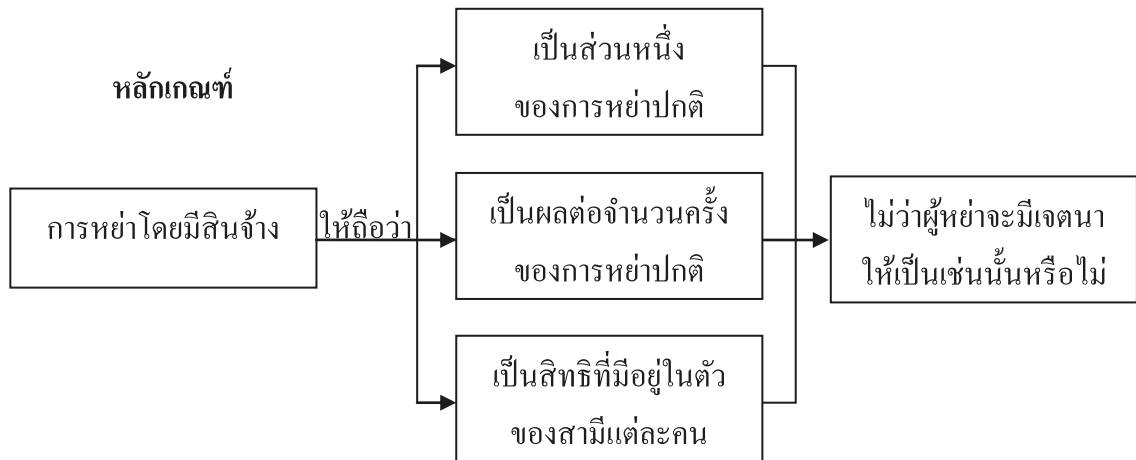 หลักเกณฑ์
การหย่าโดยมีสินจ้าง
ให้ถือว่า
เป็นส่วนหนึ่ง
ของการหย่าปกติ
เป็นผลต่อจำนวนครั้ง
ของการหย่าปกติ
เป็นสิทธิที่มีอยู่ในตัว
ของสามีแต่ละคน
ไม่ว่าผู้หย่าจะมีเจตนา
ให้เป็นเช่นนั้นหรือไม่